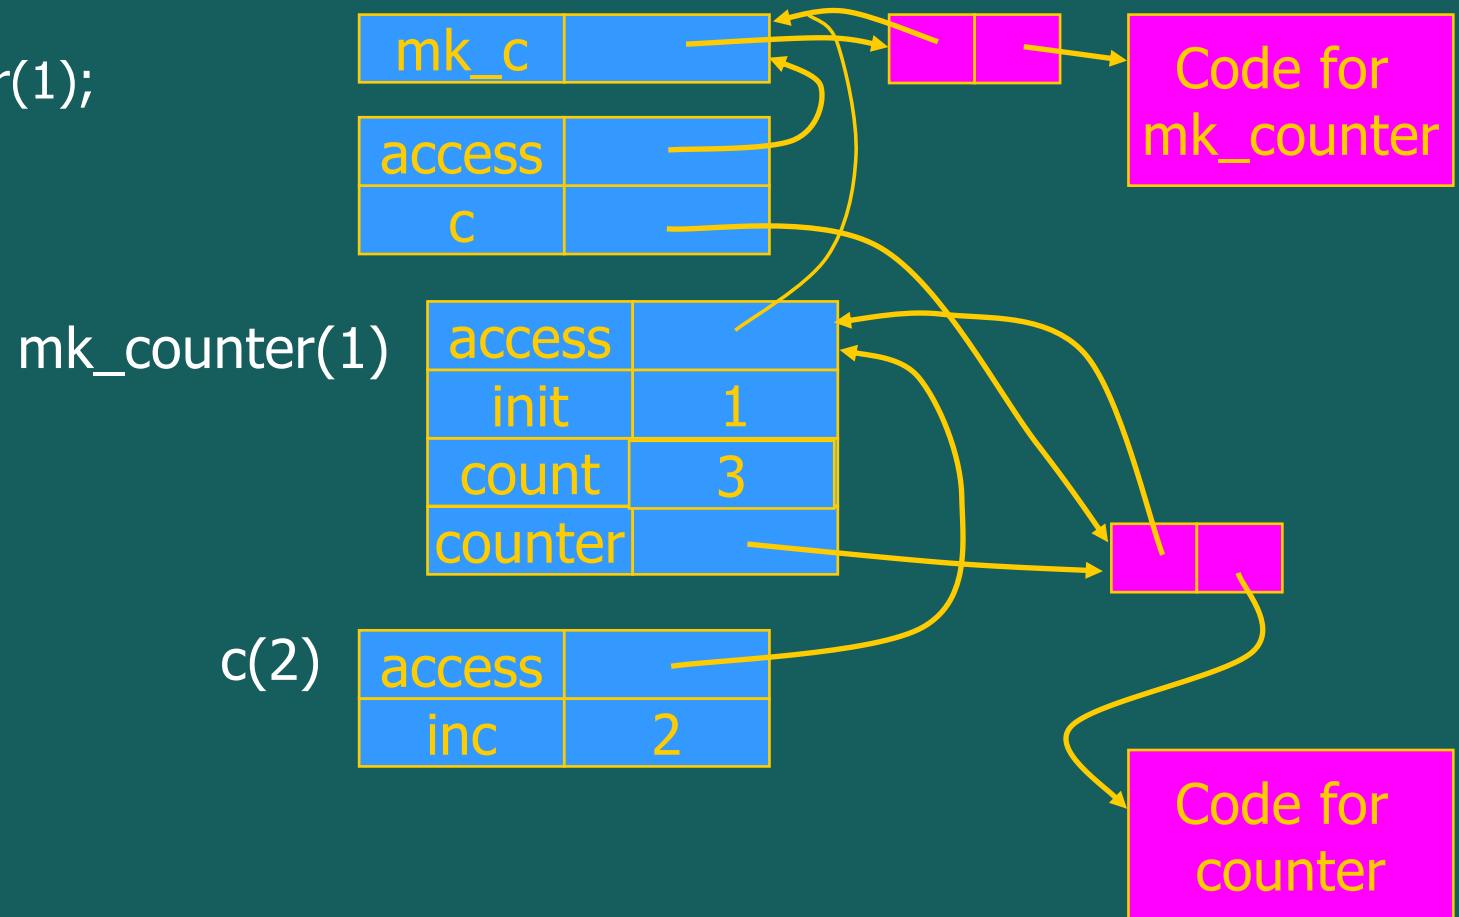 mk_c
r(1);
Code for
mk_counter
access
c
mk_counter(1)
access
init 1
count 3
counter
c(2)
access
inc 2
Code for
counter